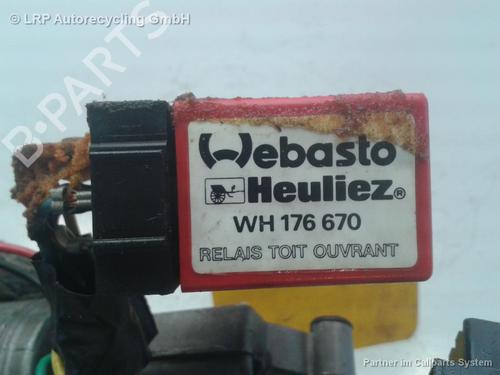 © LRP Autorecycling GmbH
B-PARTS
Webasto
Heuliez®
WH 176 670
RELAIS TOIT OUVRANT
Partner im Callparts System